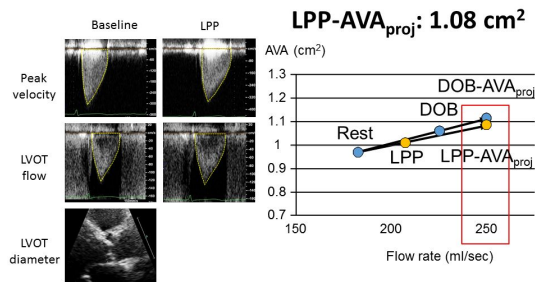 Baseline
LPP
Peak
velocity
LVOT
flow
LVOT
diameter
LPP-AVAproj: 1.08 cm²
AVA (cm²)
1.3
1.2
1.1
1
0.9
0.8
0.7
DOB-AVAproj
DOB
Rest
LPP
LPP-AVAproj
150
200
250
Flow rate (ml/sec)